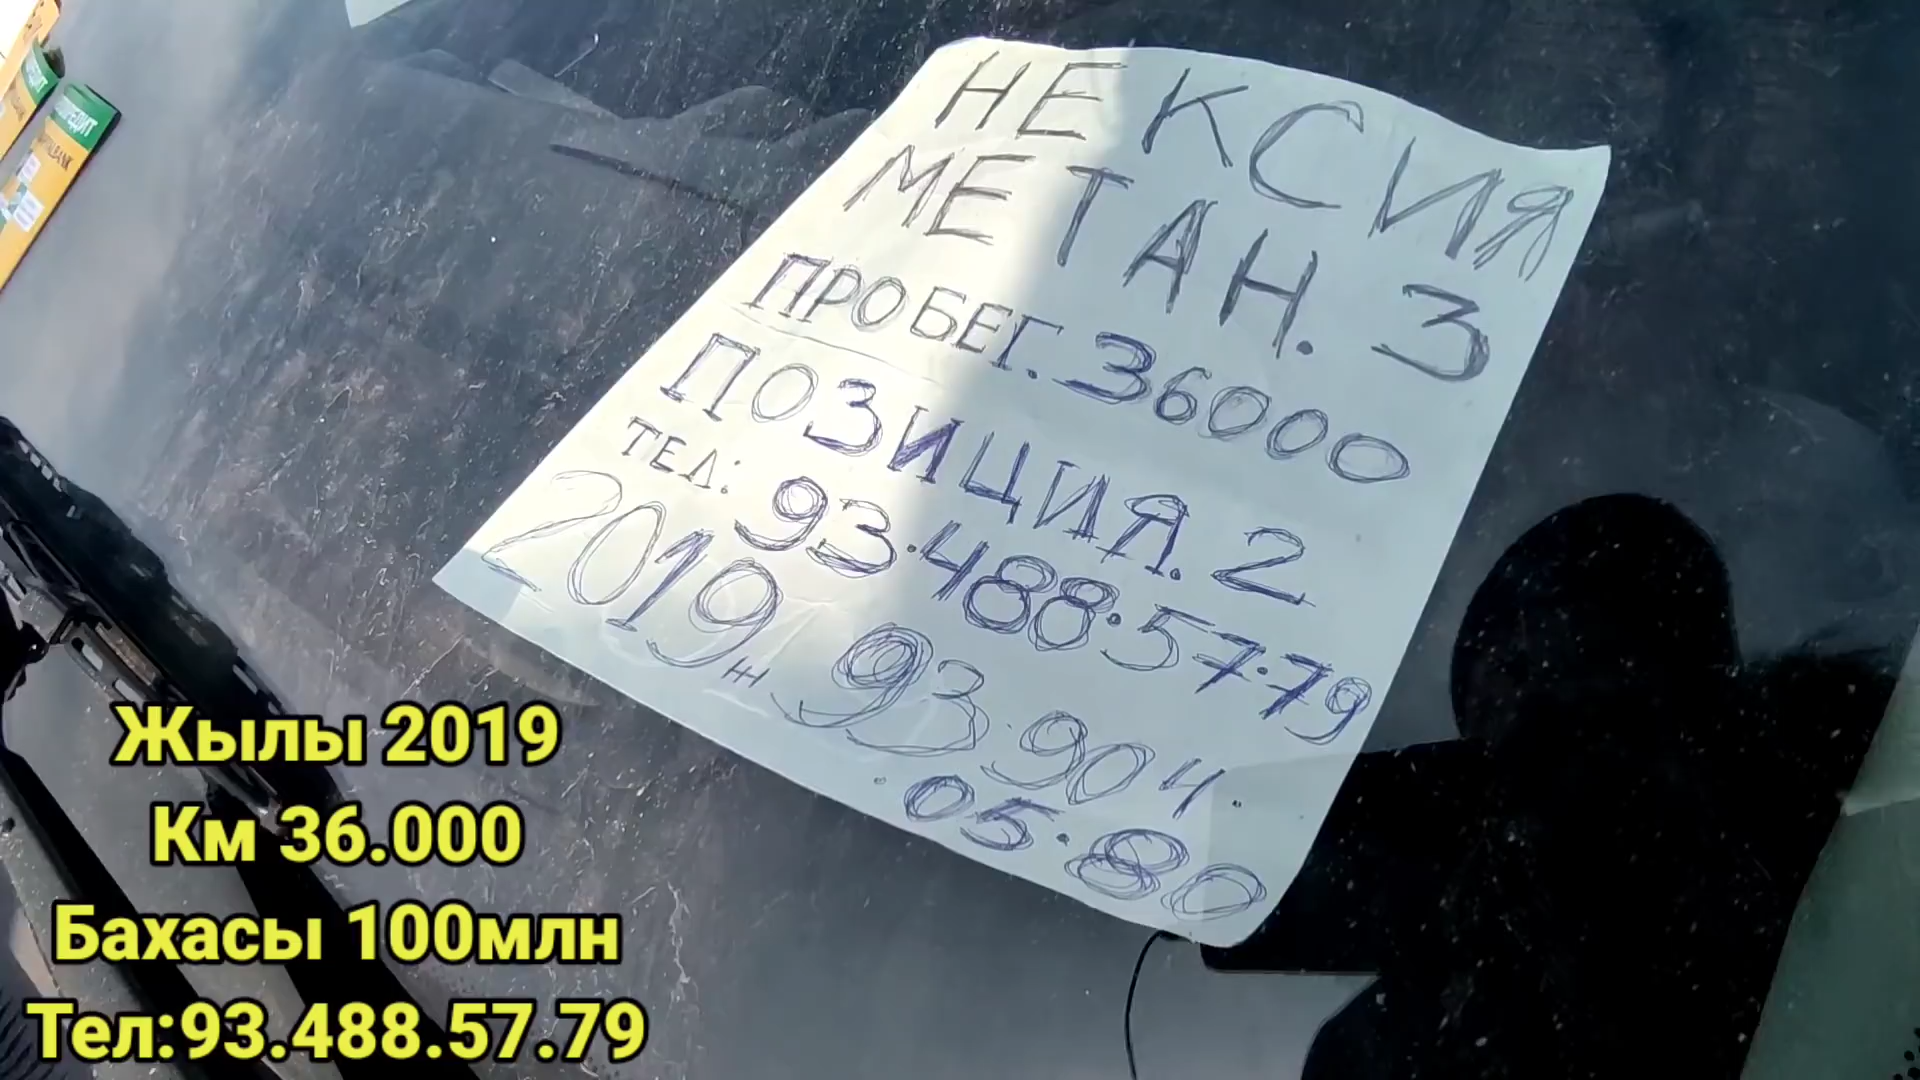 НЕКСИЯ
МЕТАН. 3
ПРОБЕГ. 36000
ПОЗИЦИЯ. 2
ТЕЛ: 93.488.57.79
2019 93.904.
.05.80
Жылы 2019
Км 36.000
Бахасы 100млн
Тел:93.488.57.79